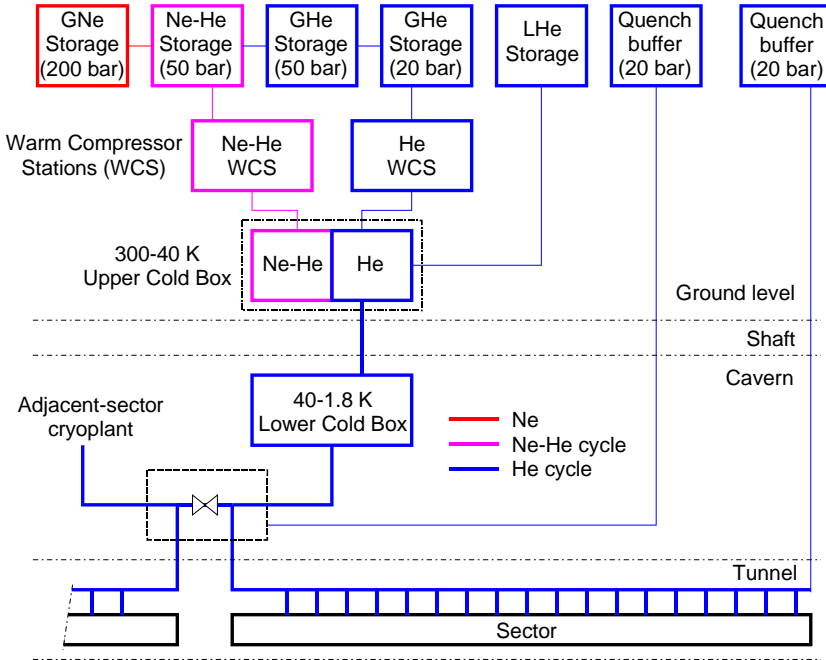 GNe
Storage
(200 bar)
Ne-He
Storage
(50 bar)
GHe
Storage
(50 bar)
GHe
Storage
(20 bar)
LHe
Storage
Quench
buffer
(20 bar)
Quench
buffer
(20 bar)
Warm Compressor
Stations (WCS)
Ne-He
WCS
He
WCS
300-40 K
Upper Cold Box
Ne-He
He
Ground level
Shaft
Cavern
40-1.8 K
Lower Cold Box
Adjacent-sector
cryoplant
Ne
Ne-He cycle
He cycle
Tunnel
Sector